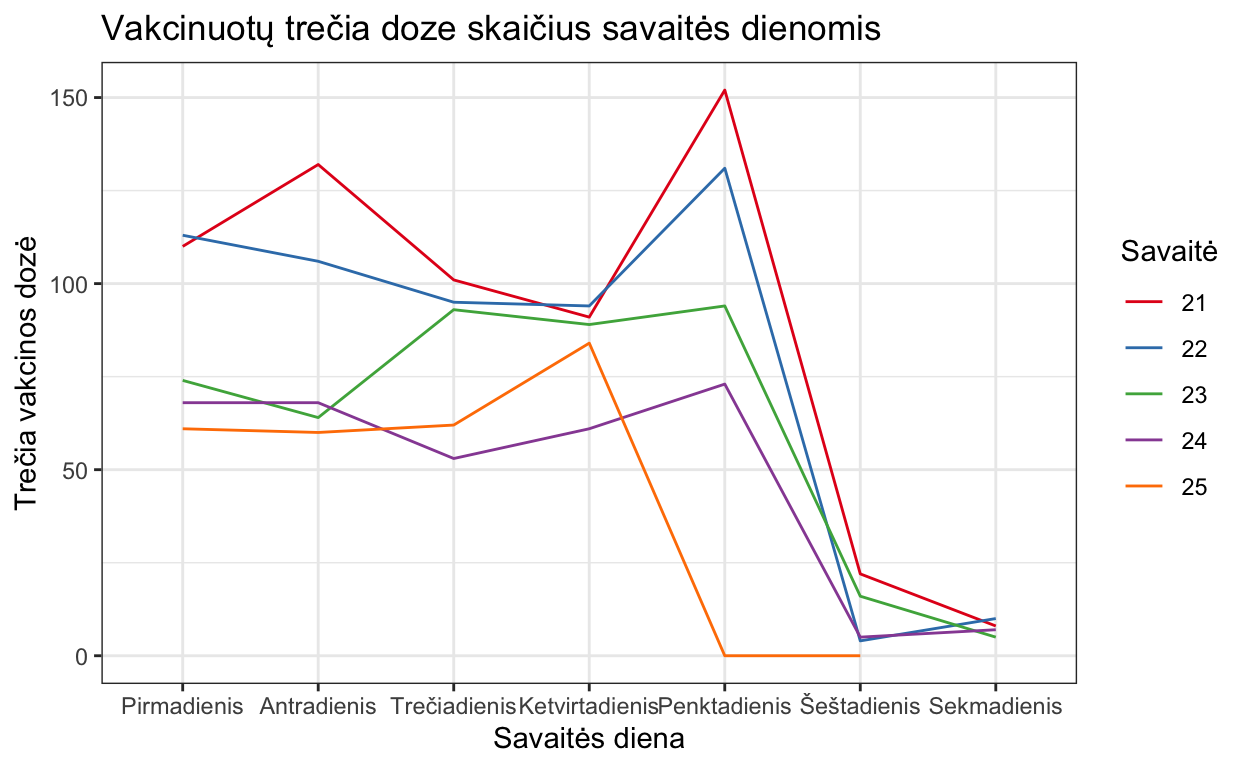 Vakcinuotų trečia doze skaičius savaitės dienomis
Trečia vakcinos dozė
150
100
50
0
Pirmadienis Antradienis Trečiadienis Ketvirtadienis Penktadienis Šeštadienis Sekmadienis
Savaitės diena
Savaitė
21
22
23
24
25